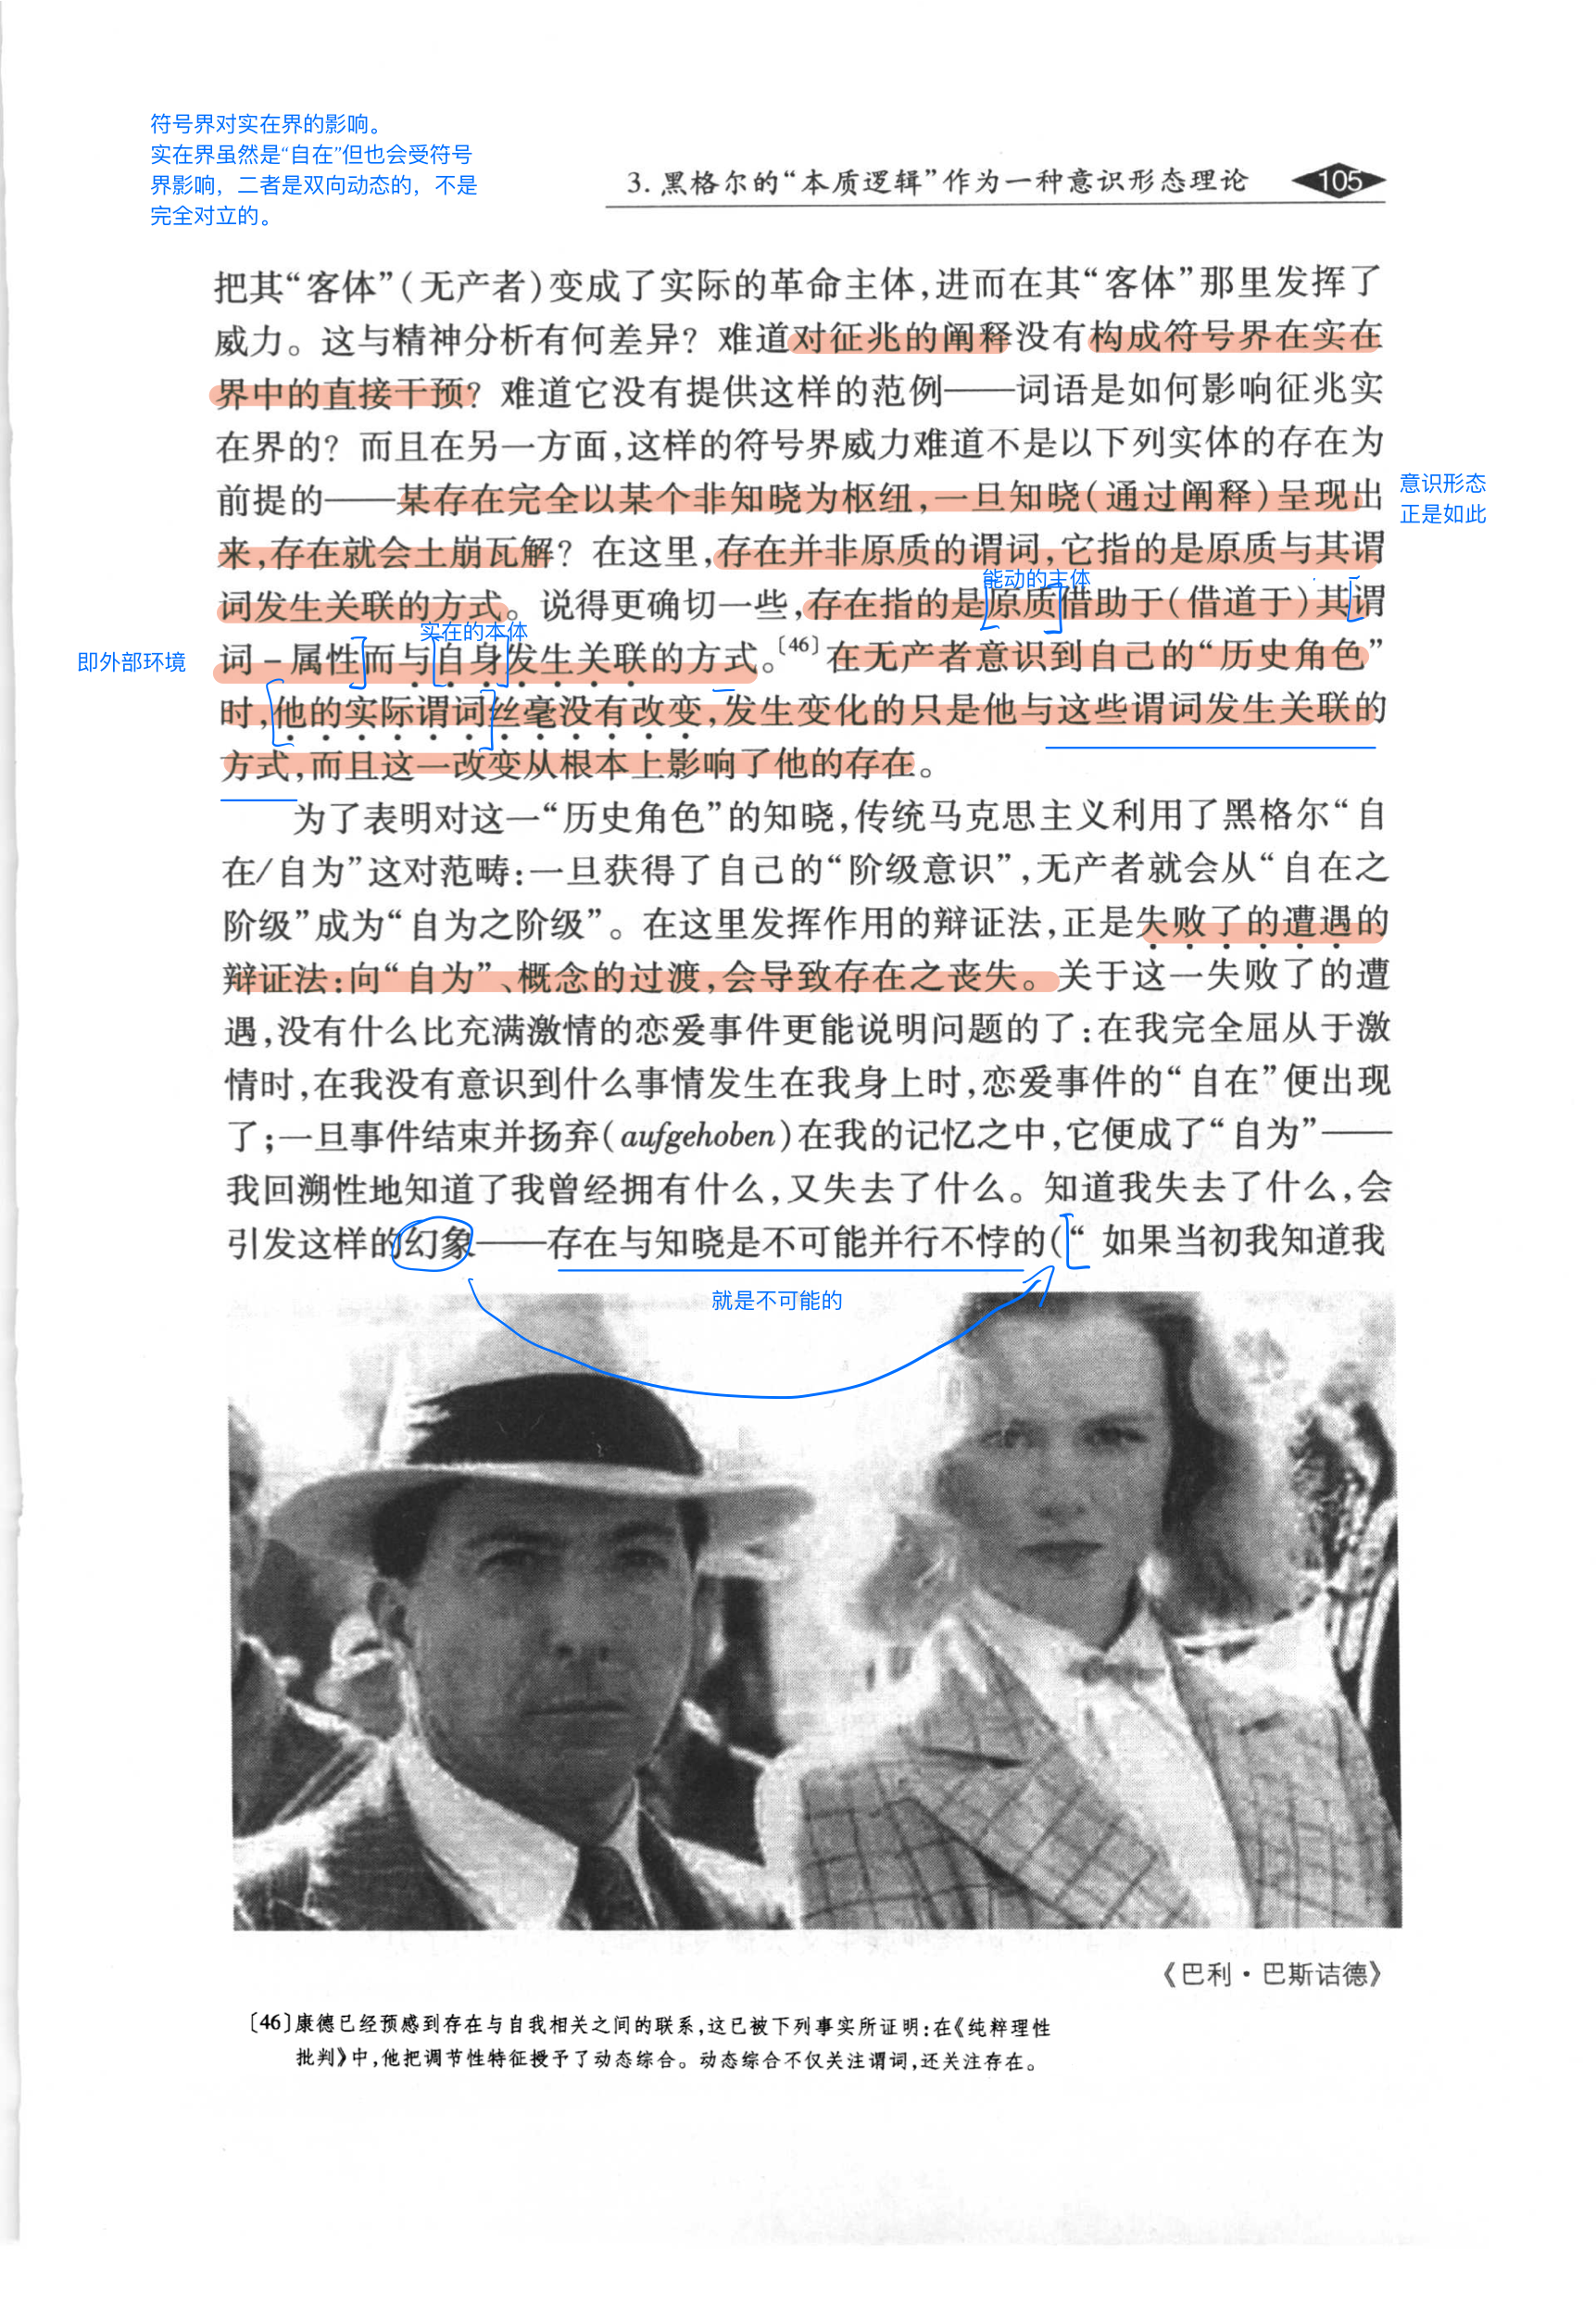 符号界对实在界的影响。
实在界虽然是“自在”但也会受符号
界影响，二者是双向动态的，不是
完全对立的。
3. 黑格尔的“本质逻辑”作为一种意识形态理论 105
把其“客体”(无产者)变成了实际的革命主体,进而在其“客体”那里发挥了
威力。这与精神分析有何差异? 难道对征兆的阐释没有构成符号界在实在
界中的直接干预? 难道它没有提供这样的范例——词语是如何影响征兆实
在界的? 而且在另一方面,这样的符号界威力难道不是以下列实体的存在为
前提的——某存在完全以某个非知晓为枢纽,一旦知晓(通过阐释)呈现出
意识形态
正是如此
来,存在就会土崩瓦解? 在这里,存在并非原质的谓词,它指的是原质与其谓
能动的主体
词发生关联的方式。说得更确切一些,存在指的是原质借助于(借道于)其谓
实在的本体
即外部环境
词-属性而与自身发生关联的方式。〔46〕在无产者意识到自己的“历史角色”
时,他的实际谓词丝毫没有改变,发生变化的只是他与这些谓词发生关联的
方式,而且这一改变从根本上影响了他的存在。
为了表明对这一“历史角色”的知晓,传统马克思主义利用了黑格尔“自
在/自为”这对范畴:一旦获得了自己的“阶级意识”,无产者就会从“自在之
阶级”成为“自为之阶级”。在这里发挥作用的辩证法,正是失败了的遭遇的
辩证法:向“自为”、概念的过渡,会导致存在之丧失。关于这一失败了的遭
遇,没有什么比充满激情的恋爱事件更能说明问题的了:在我完全屈从于激
情时,在我没有意识到什么事情发生在我身上时,恋爱事件的“自在”便出现
了;一旦事件结束并扬弃(aufgehoben)在我的记忆之中,它便成了“自为”——
我回溯性地知道了我曾经拥有什么,又失去了什么。知道我失去了什么,会
引发这样的幻象——存在与知晓是不可能并行不悖的(“如果当初我知道我
就是不可能的
《巴利·巴斯诘德》
〔46〕康德已经预感到存在与自我相关之间的联系,这已被下列事实所证明:在《纯粹理性
批判》中,他把调节性特征授予了动态综合。动态综合不仅关注谓词,还关注存在。